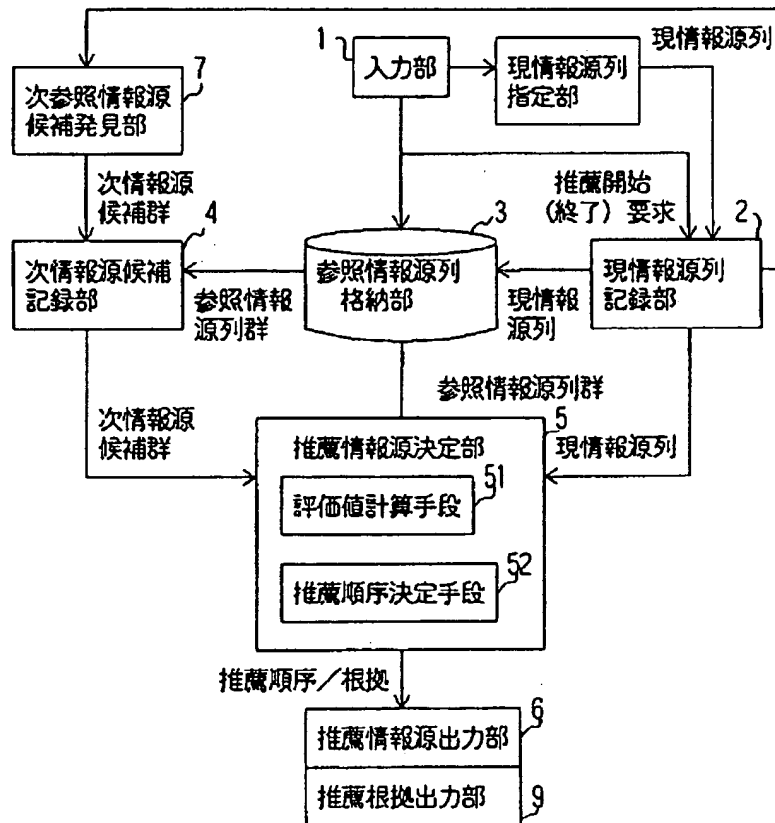 現情報源列
1
入力部
現情報源列
指定部
7
次参照情報源
候補発見部
次情報源
候補群
推薦開始
(終了) 要求
4
3
2
次情報源候補
記録部
参照情報源列
格納部
現情報源列
記録部
参照情報
源列群
現情報
源列
参照情報源列群
次情報源
候補群
5
推薦情報源決定部
現情報源列
51
評価値計算手段
52
推薦順序決定手段
推薦順序/根拠
6
推薦情報源出力部
推薦根拠出力部
9